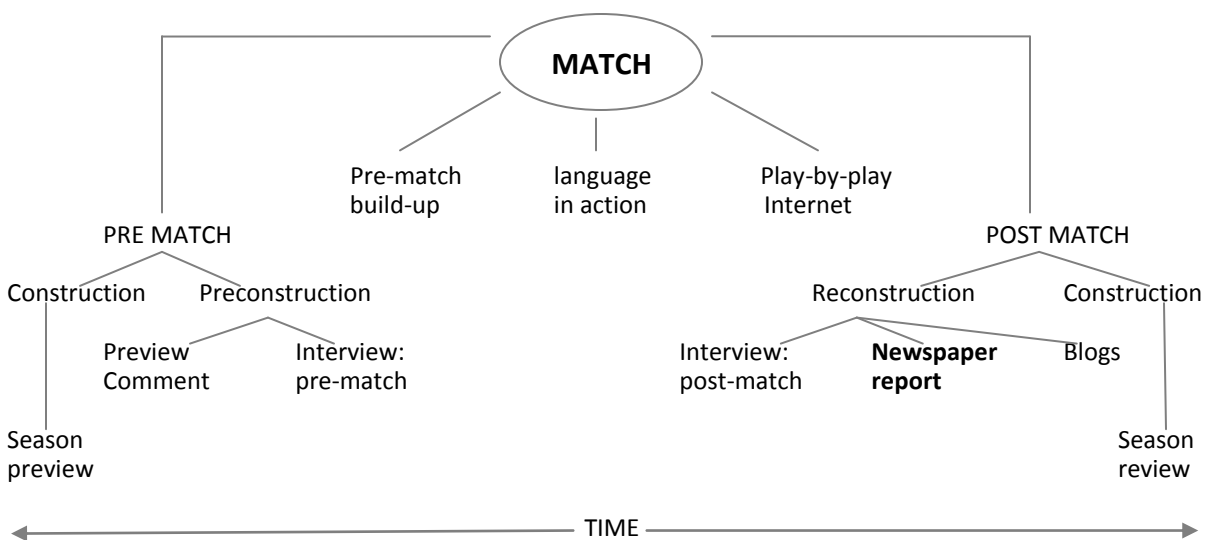 MATCH
Pre-match
build-up
language
in action
Play-by-play
Internet
PRE MATCH
POST MATCH
Construction
Preconstruction
Reconstruction
Construction
Preview
Comment
Interview:
pre-match
Interview:
post-match
Newspaper
report
Blogs
Season
preview
Season
review
TIME